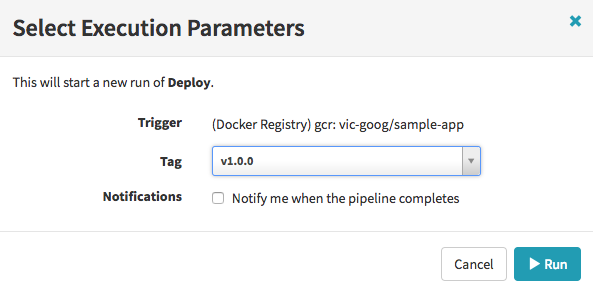 Select Execution Parameters
This will start a new run of Deploy.
Trigger (Docker Registry) gcr: vic-goog/sample-app
Tag v1.0.0
Notifications Notify me when the pipeline completes
Cancel Run